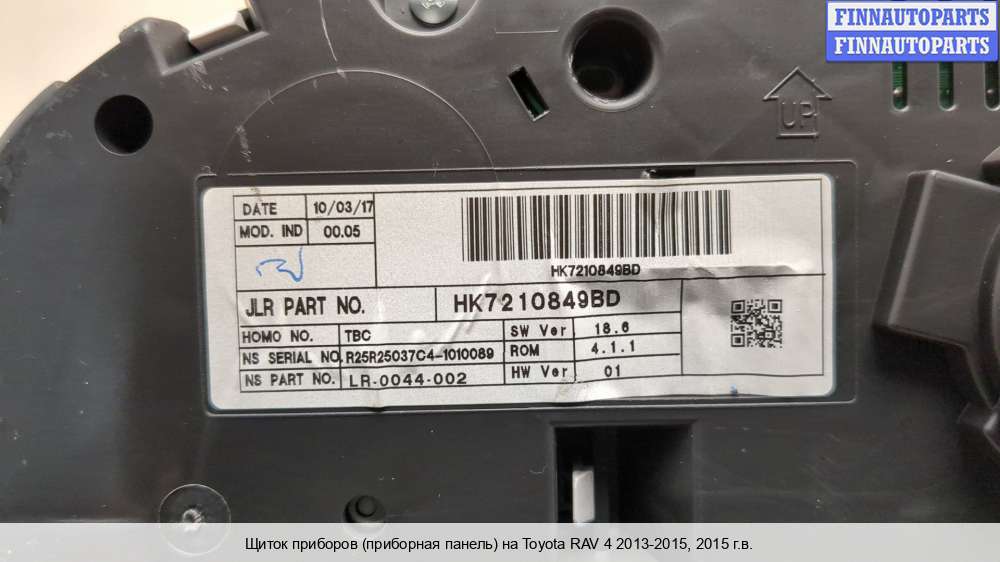 FINNAUTOPARTS
FINNAUTOPARTS
UP
DATE 10/03/17
MOD. IND 00.05
HK7210849BD
JLR PART NO. HK7210849BD
HOMO NO. TBC SW Ver 18.6
NS SERIAL NO. R25R25037C4-1010089 ROM 4.1.1
NS PART NO. LR-0044-002 HW Ver 01
Щиток приборов (приборная панель) на Toyota RAV 4 2013-2015, 2015 г.в.